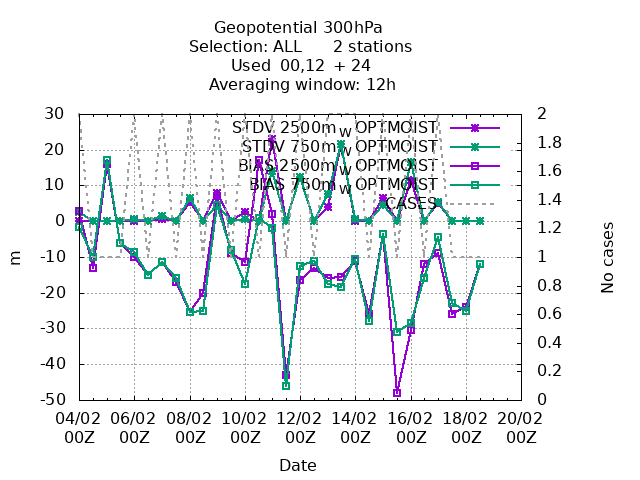 Geopotential 300hPa
Selection: ALL 2 stations
Used 00,12 + 24
Averaging window: 12h
STDV 2500m_W OPTMOIST
STDV 750m_W OPTMOIST
BIAS 2500m_W OPTMOIST
BIAS 750m_W OPTMOIST
CASES
30
20
10
0
-10
-20
-30
-40
-50
m
2
1.8
1.6
1.4
1.2
1
0.8
0.6
0.4
0.2
0
No cases
04/02 06/02 08/02 10/02 12/02 14/02 16/02 18/02 20/02
00Z 00Z 00Z 00Z 00Z 00Z 00Z 00Z 00Z
Date